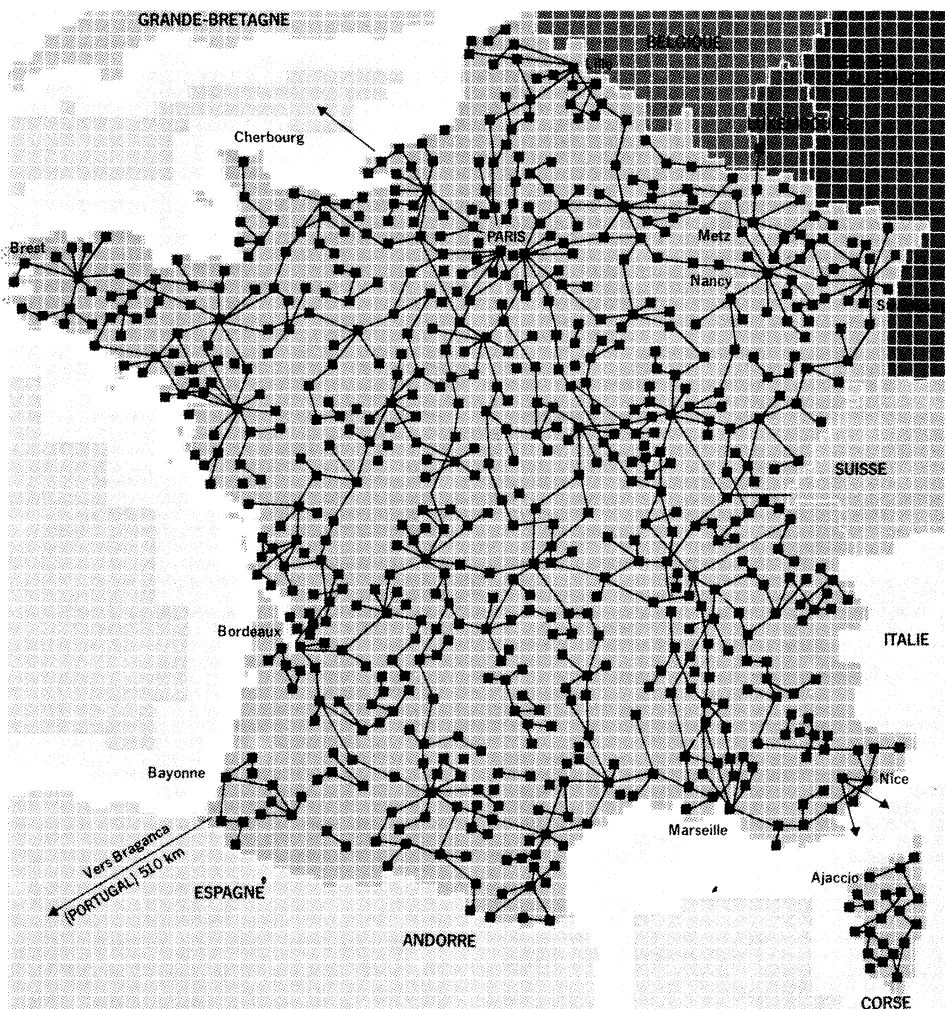 GRANDE-BRETAGNE
BELGIQUE
Lille
Cherbourg
PARIS
Brest
Metz
Nancy
SUISSE
Bordeaux
ITALIE
Bayonne
Nice
Marseille
Vers Braganca
(PORTUGAL) 510 km
Ajaccio
ESPAGNE
ANDORRE
CORSE